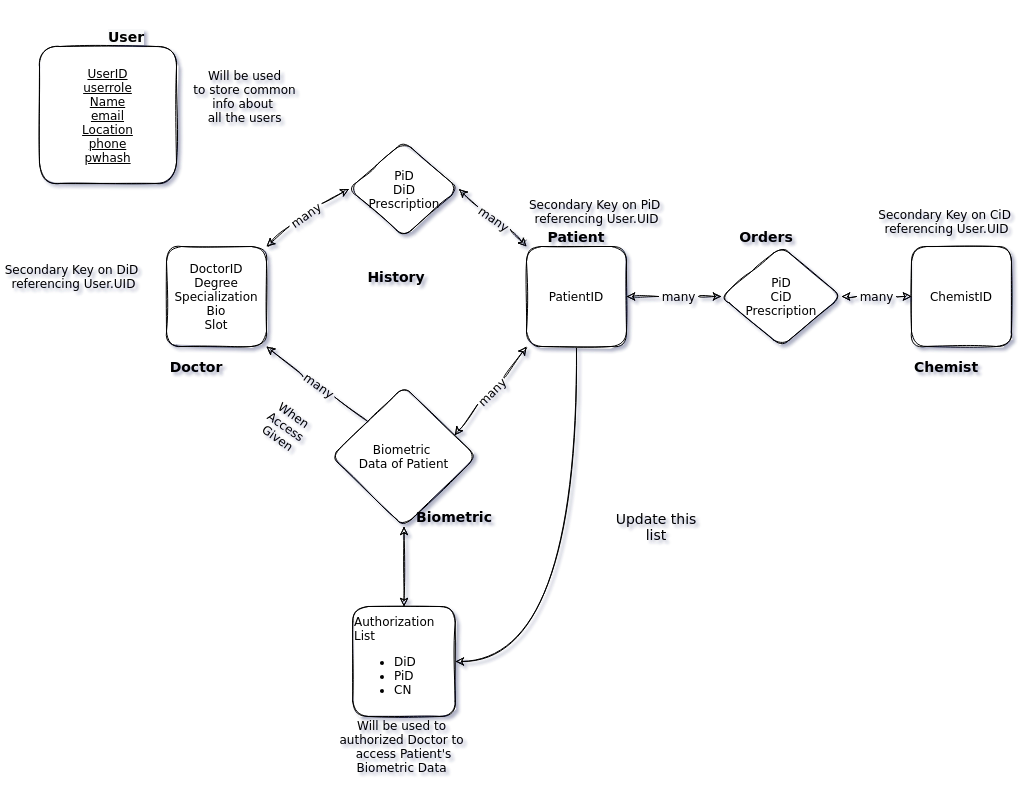 User
UserID
userrole
Name
email
Location
phone
pwhash
Will be used
to store common
info about
all the users
PiD
DiD
Prescription
many
many
History
Secondary Key on DiD
referencing User.UID
DoctorID
Degree
Specialization
Bio
Slot
Doctor
Secondary Key on PiD
referencing User.UID
Patient
PatientID
many
Orders
PiD
CiD
Prescription
many
Secondary Key on CiD
referencing User.UID
ChemistID
Chemist
many
When
Access
Given
many
Biometric
Data of Patient
Biometric
Update this
list
Authorization
List
• DiD
• PiD
• CN
Will be used to
authorized Doctor to
access Patient's
Biometric Data